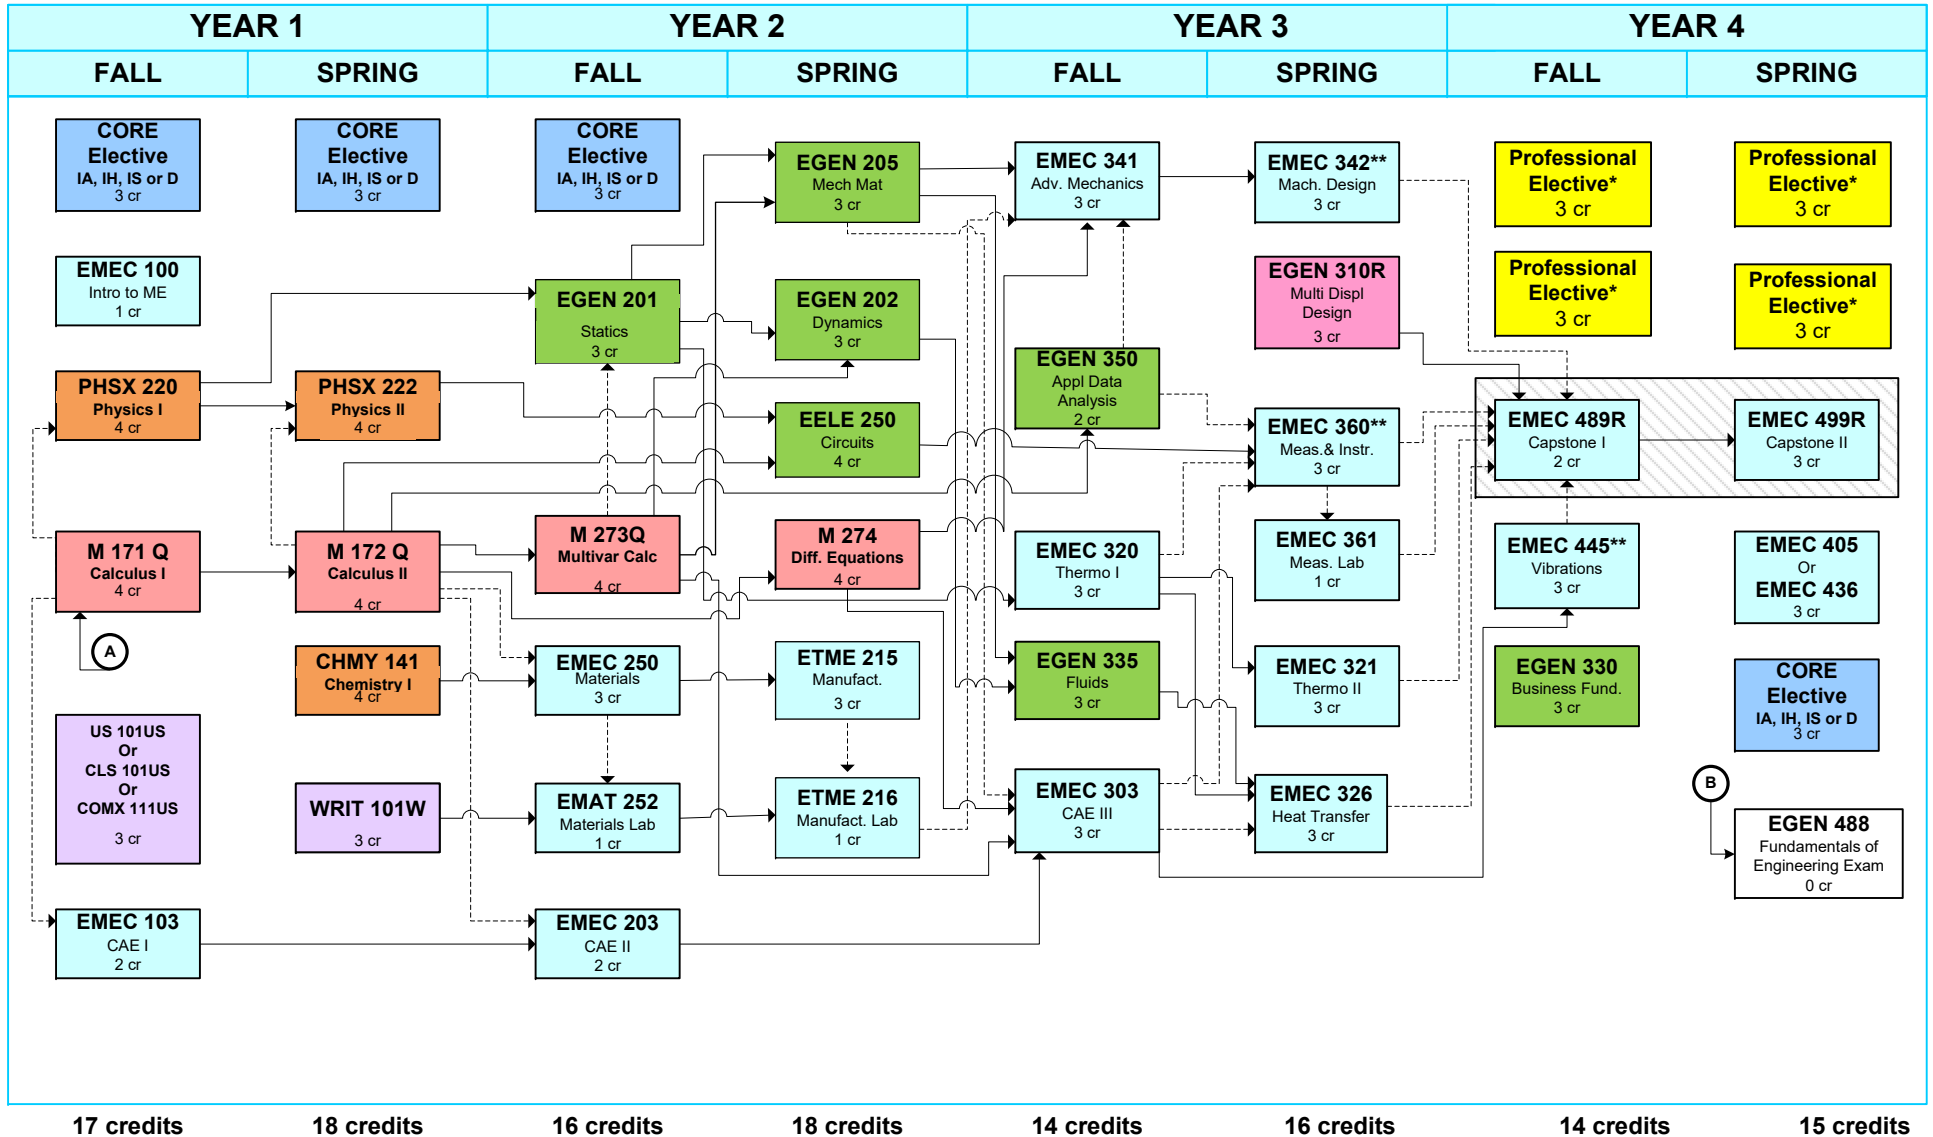 YEAR 1
YEAR 2
YEAR 3
YEAR 4
FALL
SPRING
FALL
SPRING
FALL
SPRING
FALL
SPRING
CORE
Elective
IA, IH, IS or D
3 cr
EMEC 100
Intro to ME
1 cr
PHSX 220
Physics I
4 cr
M 171 Q
Calculus I
4 cr
A
US 101US
Or
CLS 101US
Or
COMX 111US
3 cr
EMEC 103
CAE I
2 cr
CORE
Elective
IA, IH, IS or D
3 cr
PHSX 222
Physics II
4 cr
M 172 Q
Calculus II
4 cr
CHMY 141
Chemistry I
4 cr
WRIT 101W
3 cr
CORE
Elective
IA, IH, IS or D
3 cr
EGEN 201
Statics
3 cr
M 273Q
Multivar Calc
4 cr
EMEC 250
Materials
3 cr
EMAT 252
Materials Lab
1 cr
EMEC 203
CAE II
2 cr
EGEN 205
Mech Mat
3 cr
EGEN 202
Dynamics
3 cr
EELE 250
Circuits
4 cr
M 274
Diff. Equations
4 cr
ETME 215
Manufact.
3 cr
ETME 216
Manufact. Lab
1 cr
EMEC 341
Adv. Mechanics
3 cr
EGEN 350
Appl Data
Analysis
2 cr
EMEC 320
Thermo I
3 cr
EGEN 335
Fluids
3 cr
EMEC 303
CAE III
3 cr
EMEC 342**
Mach. Design
3 cr
EGEN 310R
Multi Displ
Design
3 cr
EMEC 360**
Meas.& Instr.
3 cr
EMEC 361
Meas. Lab
1 cr
EMEC 321
Thermo II
3 cr
EMEC 326
Heat Transfer
3 cr
Professional
Elective*
3 cr
Professional
Elective*
3 cr
EMEC 489R
Capstone I
2 cr
EMEC 445**
Vibrations
3 cr
EGEN 330
Business Fund.
3 cr
Professional
Elective*
3 cr
Professional
Elective*
3 cr
EMEC 499R
Capstone II
3 cr
EMEC 405
Or
EMEC 436
3 cr
CORE
Elective
IA, IH, IS or D
3 cr
B
EGEN 488
Fundamentals of
Engineering Exam
0 cr
17 credits
18 credits
16 credits
18 credits
14 credits
16 credits
14 credits
15 credits